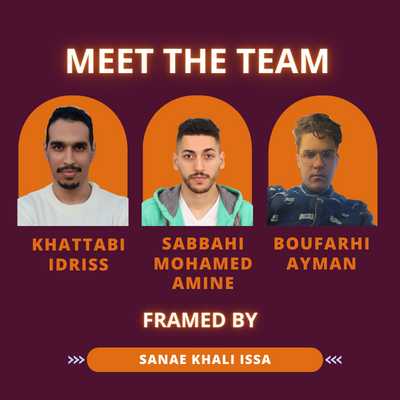 MEET THE TEAM
KHATTABI
IDRISS
SABBAHI
MOHAMED
AMINE
BOUFARHI
AYMAN
FRAMED BY
SANAE KHALI ISSA